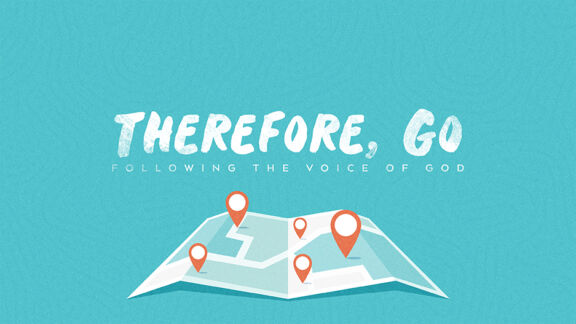 THEREFORE, GO
FOLLOWING THE VOICE OF GOD